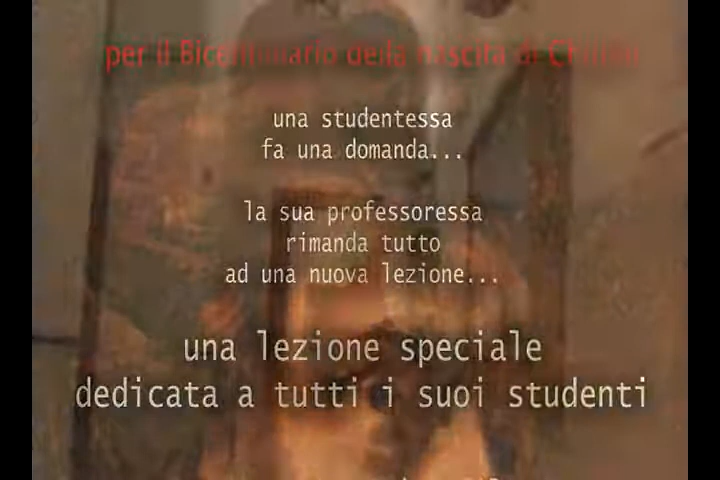 per il Bicentenario della nascita di Chopin
una studentessa
fa una domanda...
la sua professoressa
rimanda tutto
ad una nuova lezione...
una lezione speciale
dedicata a tutti i suoi studenti